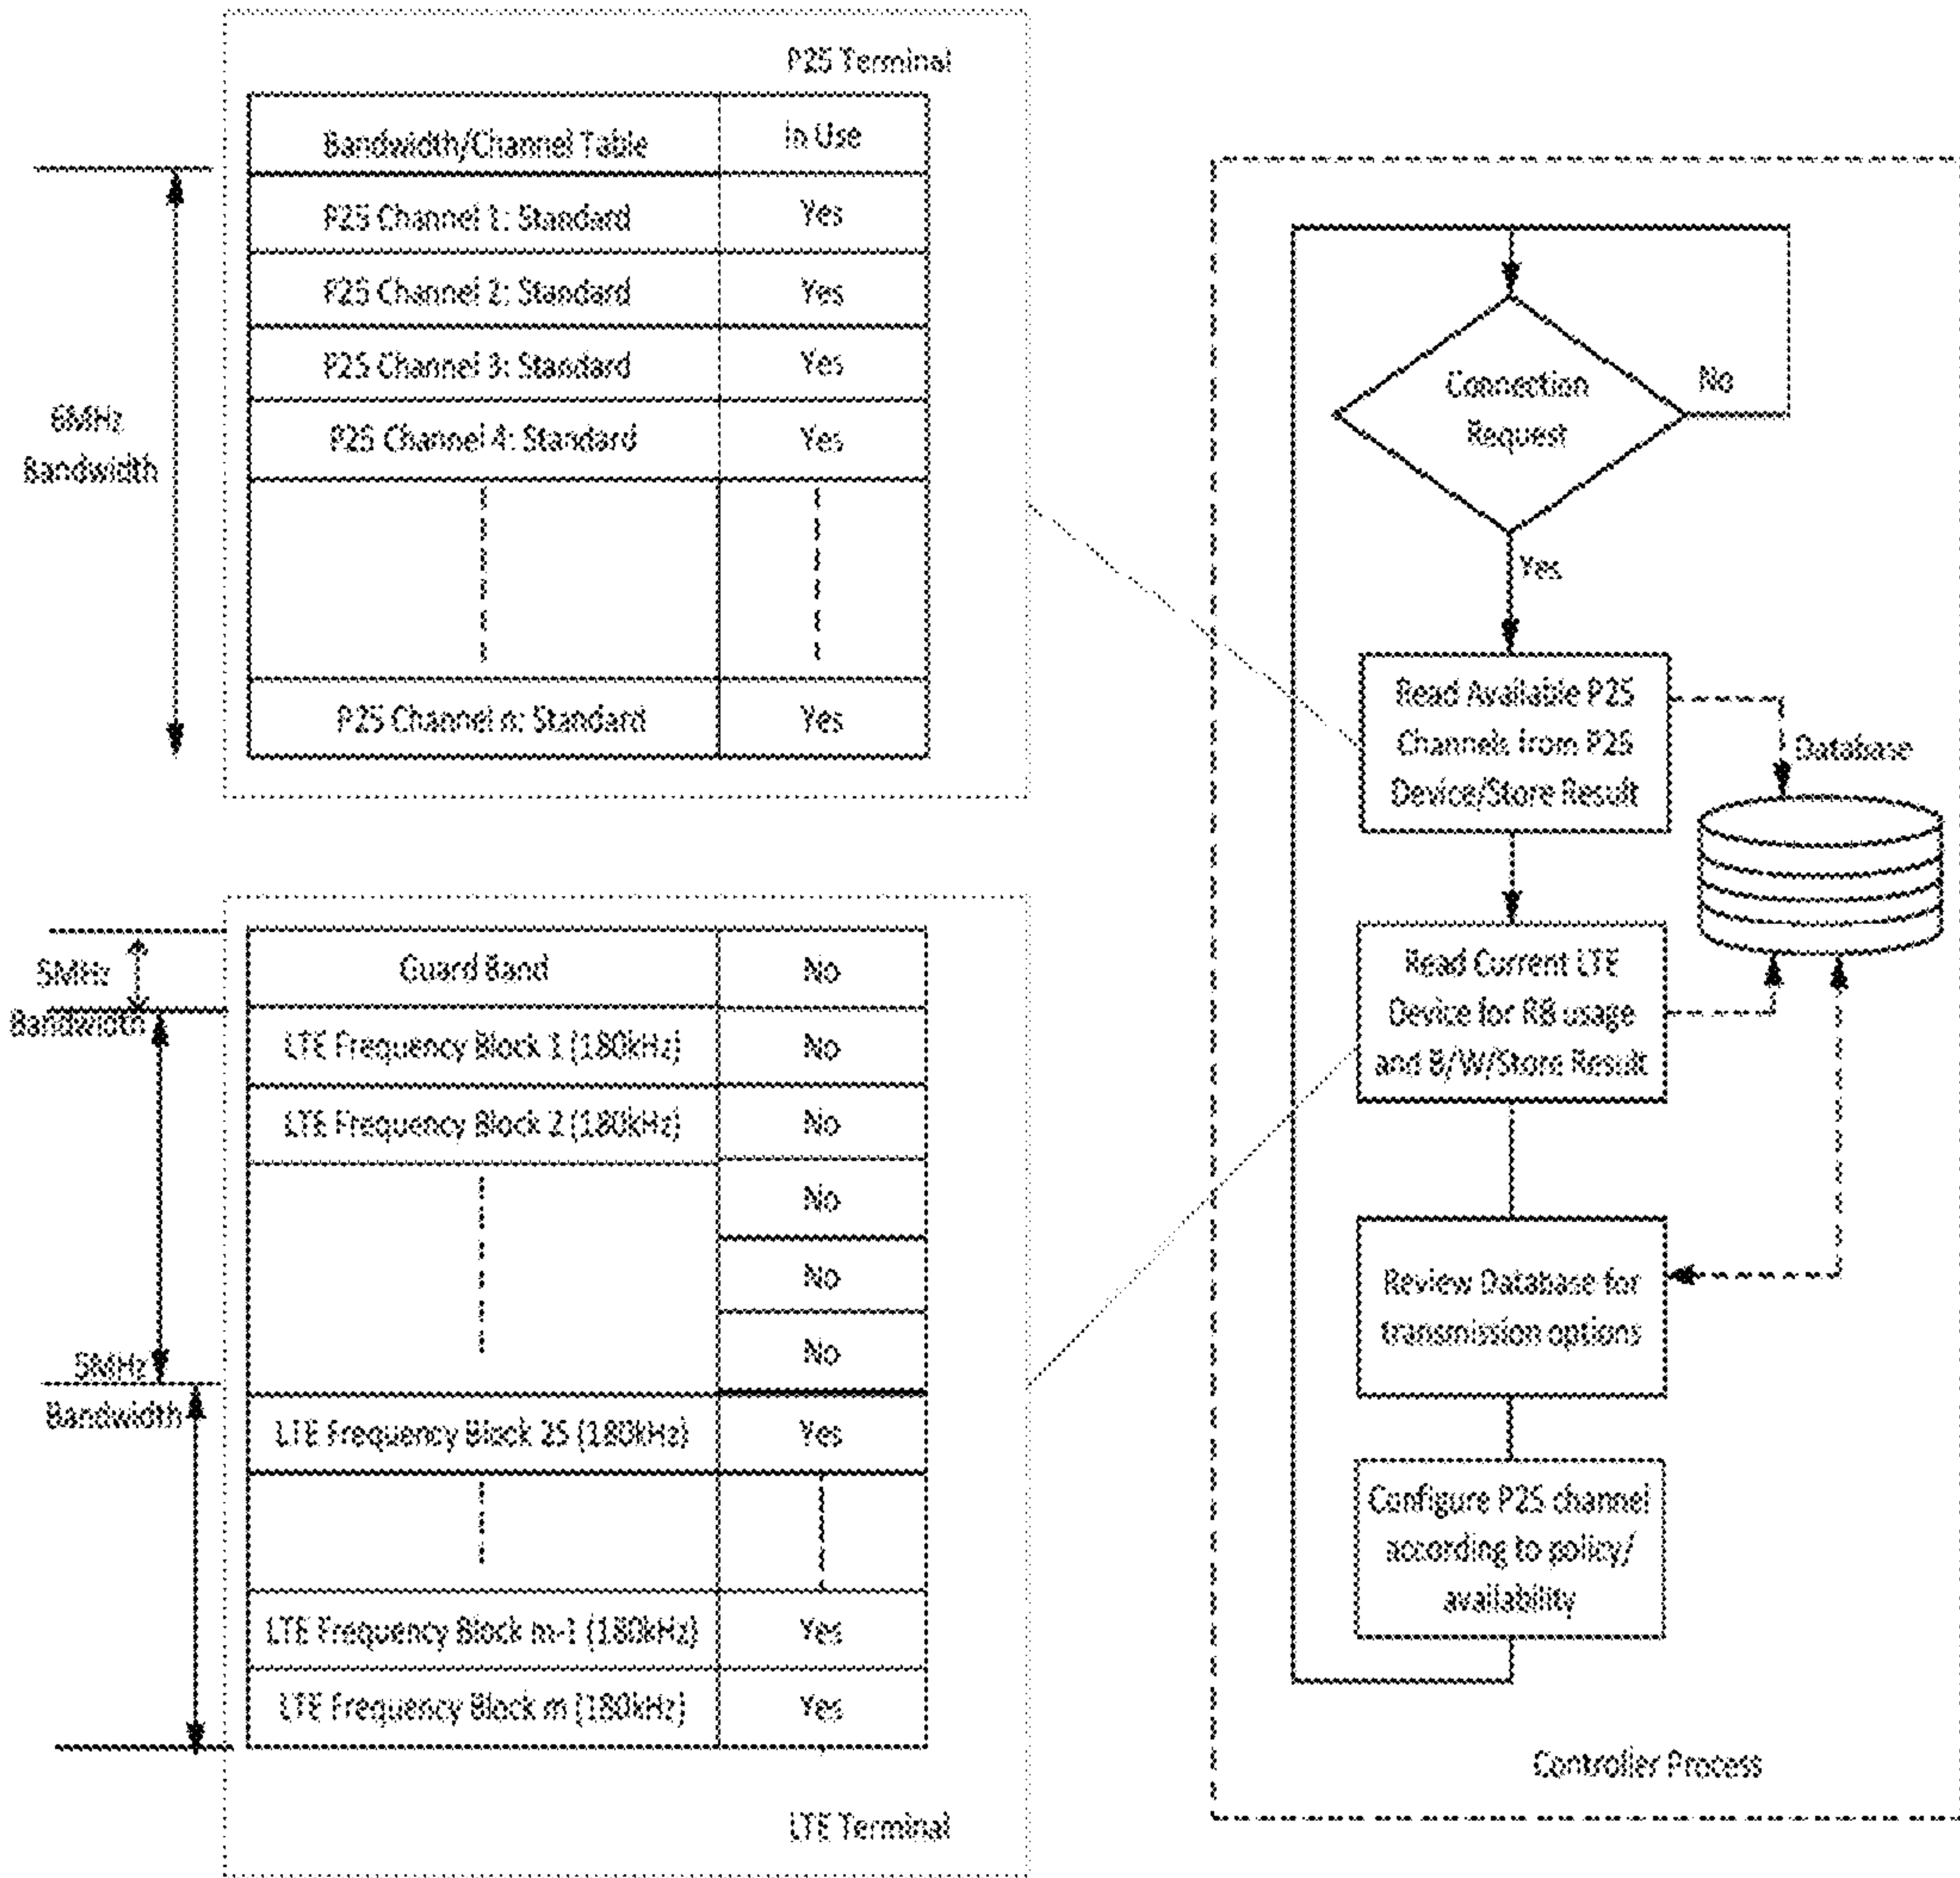 P25 Terminal
Bandwidth/Channel Table
In Use
P25 Channel 1: Standard
Yes
P25 Channel 2: Standard
Yes
P25 Channel 3: Standard
Yes
P25 Channel 4: Standard
Yes
P25 Channel n: Standard
Yes
6MHz
Bandwidth
Guard Band
No
5MHz
Bandwidth
LTE Frequency Block 1 (180kHz)
No
LTE Frequency Block 2 (180kHz)
No
No
No
No
5MHz
Bandwidth
LTE Frequency Block 25 (180kHz)
Yes
LTE Frequency Block m-1 (180kHz)
Yes
LTE Frequency Block m (180kHz)
Yes
LTE Terminal
Connection
Request
No
Yes
Read Available P25
Channels from P25
Device/Store Result
Database
Read Current LTE
Device for RB usage
and B/W/Store Result
Review Database for
transmission options
Configure P25 channel
according to policy/
availability
Controller Process